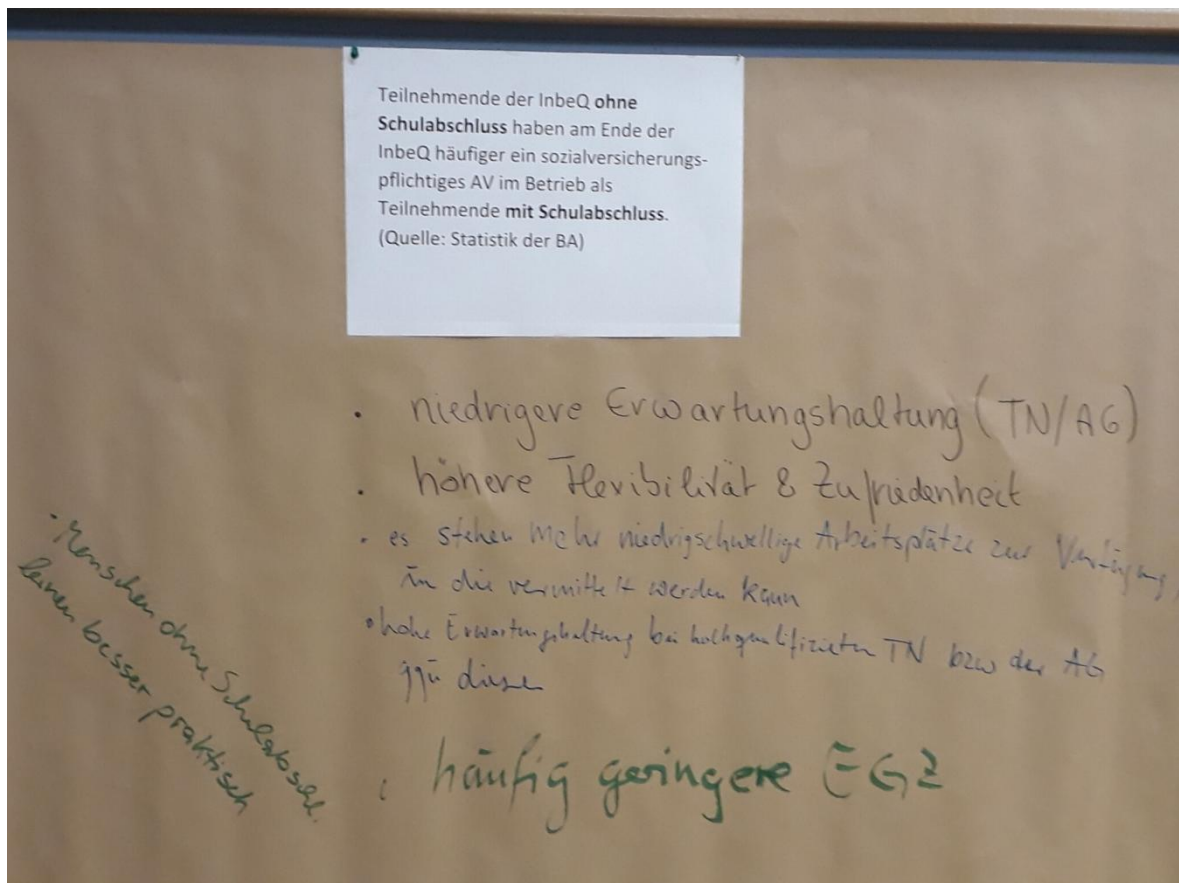 Teilnehmende der InbeQ ohne
Schulabschluss haben am Ende der
InbeQ häufiger ein sozialversicherungs-
pflichtiges AV im Betrieb als
Teilnehmende mit Schulabschluss.
(Quelle: Statistik der BA)
• niedrigere Erwartungshaltung (TN/AG)
• höhere Flexibilität & Zufriedenheit
• es stehen mehr niedrigschwellige Arbeitsplätze zur Verfügung,
in die vermittelt werden kann
• hohe Erwartungshaltung bei hochqualifizierten TN bzw der AG
ggü diesen
• häufig geringere EGZ
• Menschen ohne Schulabschl.
lernen besser praktisch